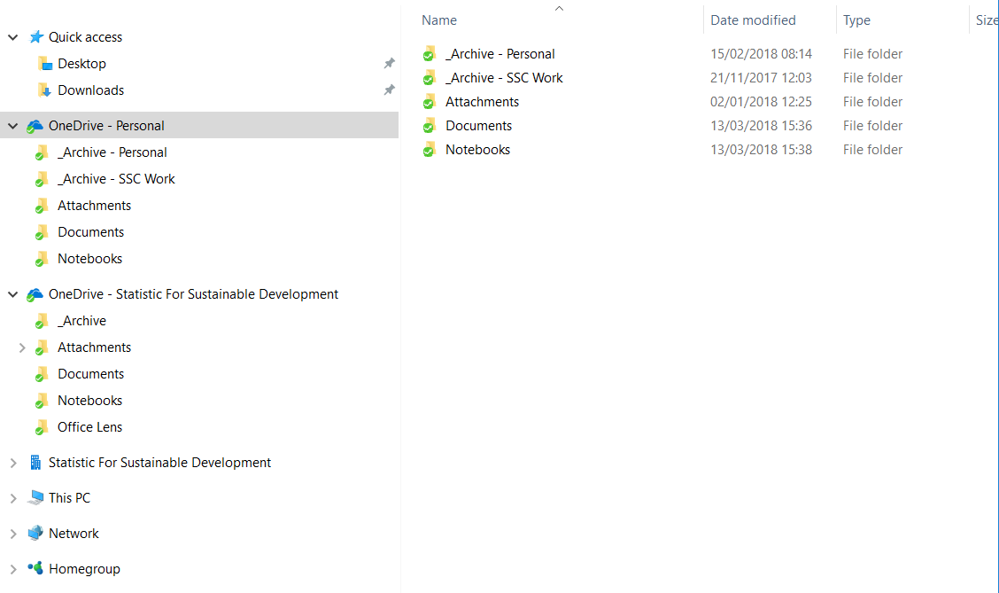 Quick access
Desktop
Downloads
OneDrive - Personal
_Archive - Personal
_Archive - SSC Work
Attachments
Documents
Notebooks
OneDrive - Statistic For Sustainable Development
_Archive
Attachments
Documents
Notebooks
Office Lens
Statistic For Sustainable Development
This PC
Network
Homegroup
Name Date modified Type Size
_Archive - Personal 15/02/2018 08:14 File folder
_Archive - SSC Work 21/11/2017 12:03 File folder
Attachments 02/01/2018 12:25 File folder
Documents 13/03/2018 15:36 File folder
Notebooks 13/03/2018 15:38 File folder